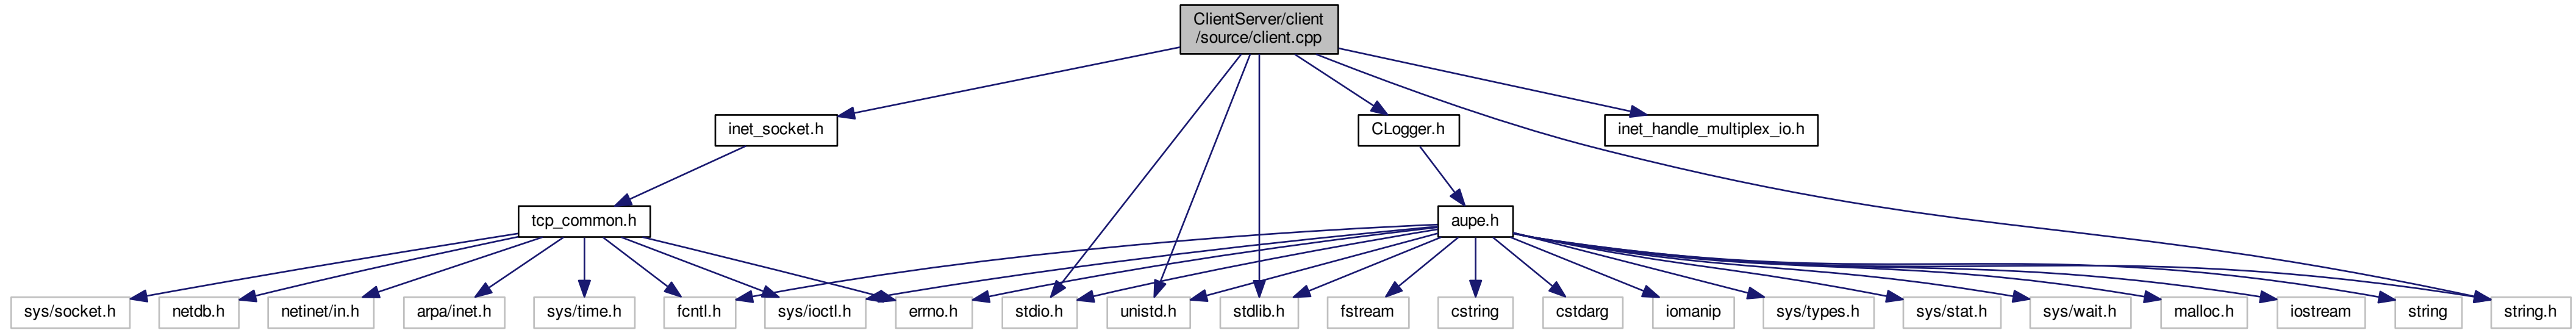 ClientServer/client
/source/client.cpp
inet_socket.h
CLogger.h
inet_handle_multiplex_io.h
tcp_common.h
aupe.h
sys/socket.h
netdb.h
netinet/in.h
arpa/inet.h
sys/time.h
fcntl.h
sys/ioctl.h
errno.h
stdio.h
unistd.h
stdlib.h
fstream
cstring
cstdarg
iomanip
sys/types.h
sys/stat.h
sys/wait.h
malloc.h
iostream
string
string.h